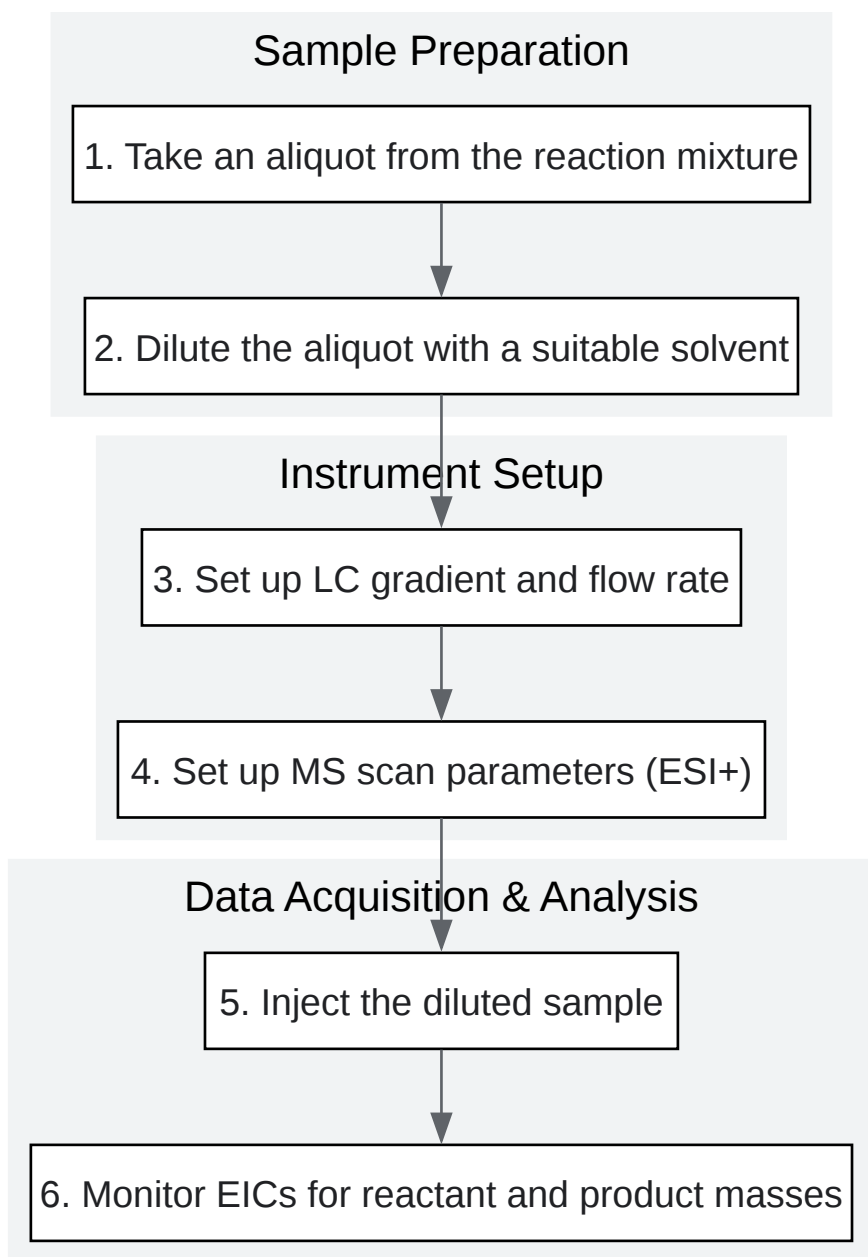 Sample Preparation
1. Take an aliquot from the reaction mixture
2. Dilute the aliquot with a suitable solvent
Instrument Setup
3. Set up LC gradient and flow rate
4. Set up MS scan parameters (ESI+)
Data Acquisition & Analysis
5. Inject the diluted sample
6. Monitor EICs for reactant and product masses